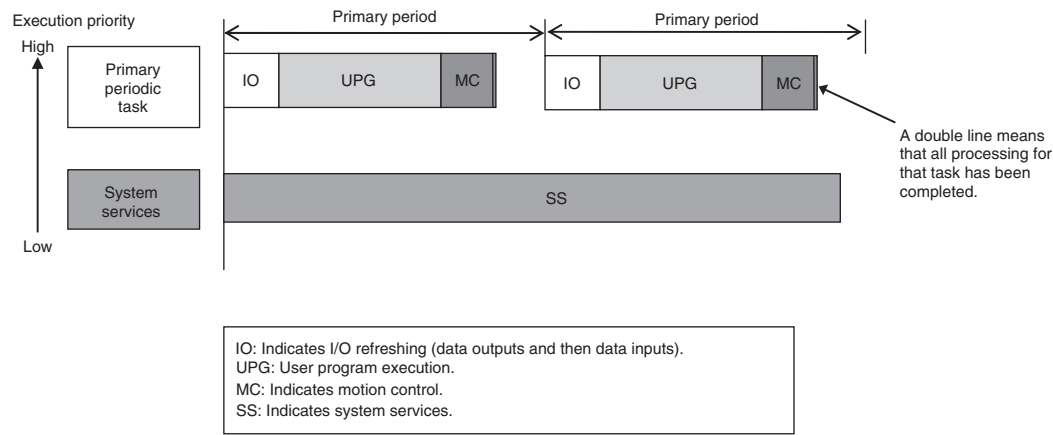 Execution priority
High
Primary
periodic
task
System
services
Low
Primary period
Primary period
IO
UPG
MC
IO
UPG
MC
A double line means
that all processing for
that task has been
completed.
SS
IO: Indicates I/O refreshing (data outputs and then data inputs).
UPG: User program execution.
MC: Indicates motion control.
SS: Indicates system services.